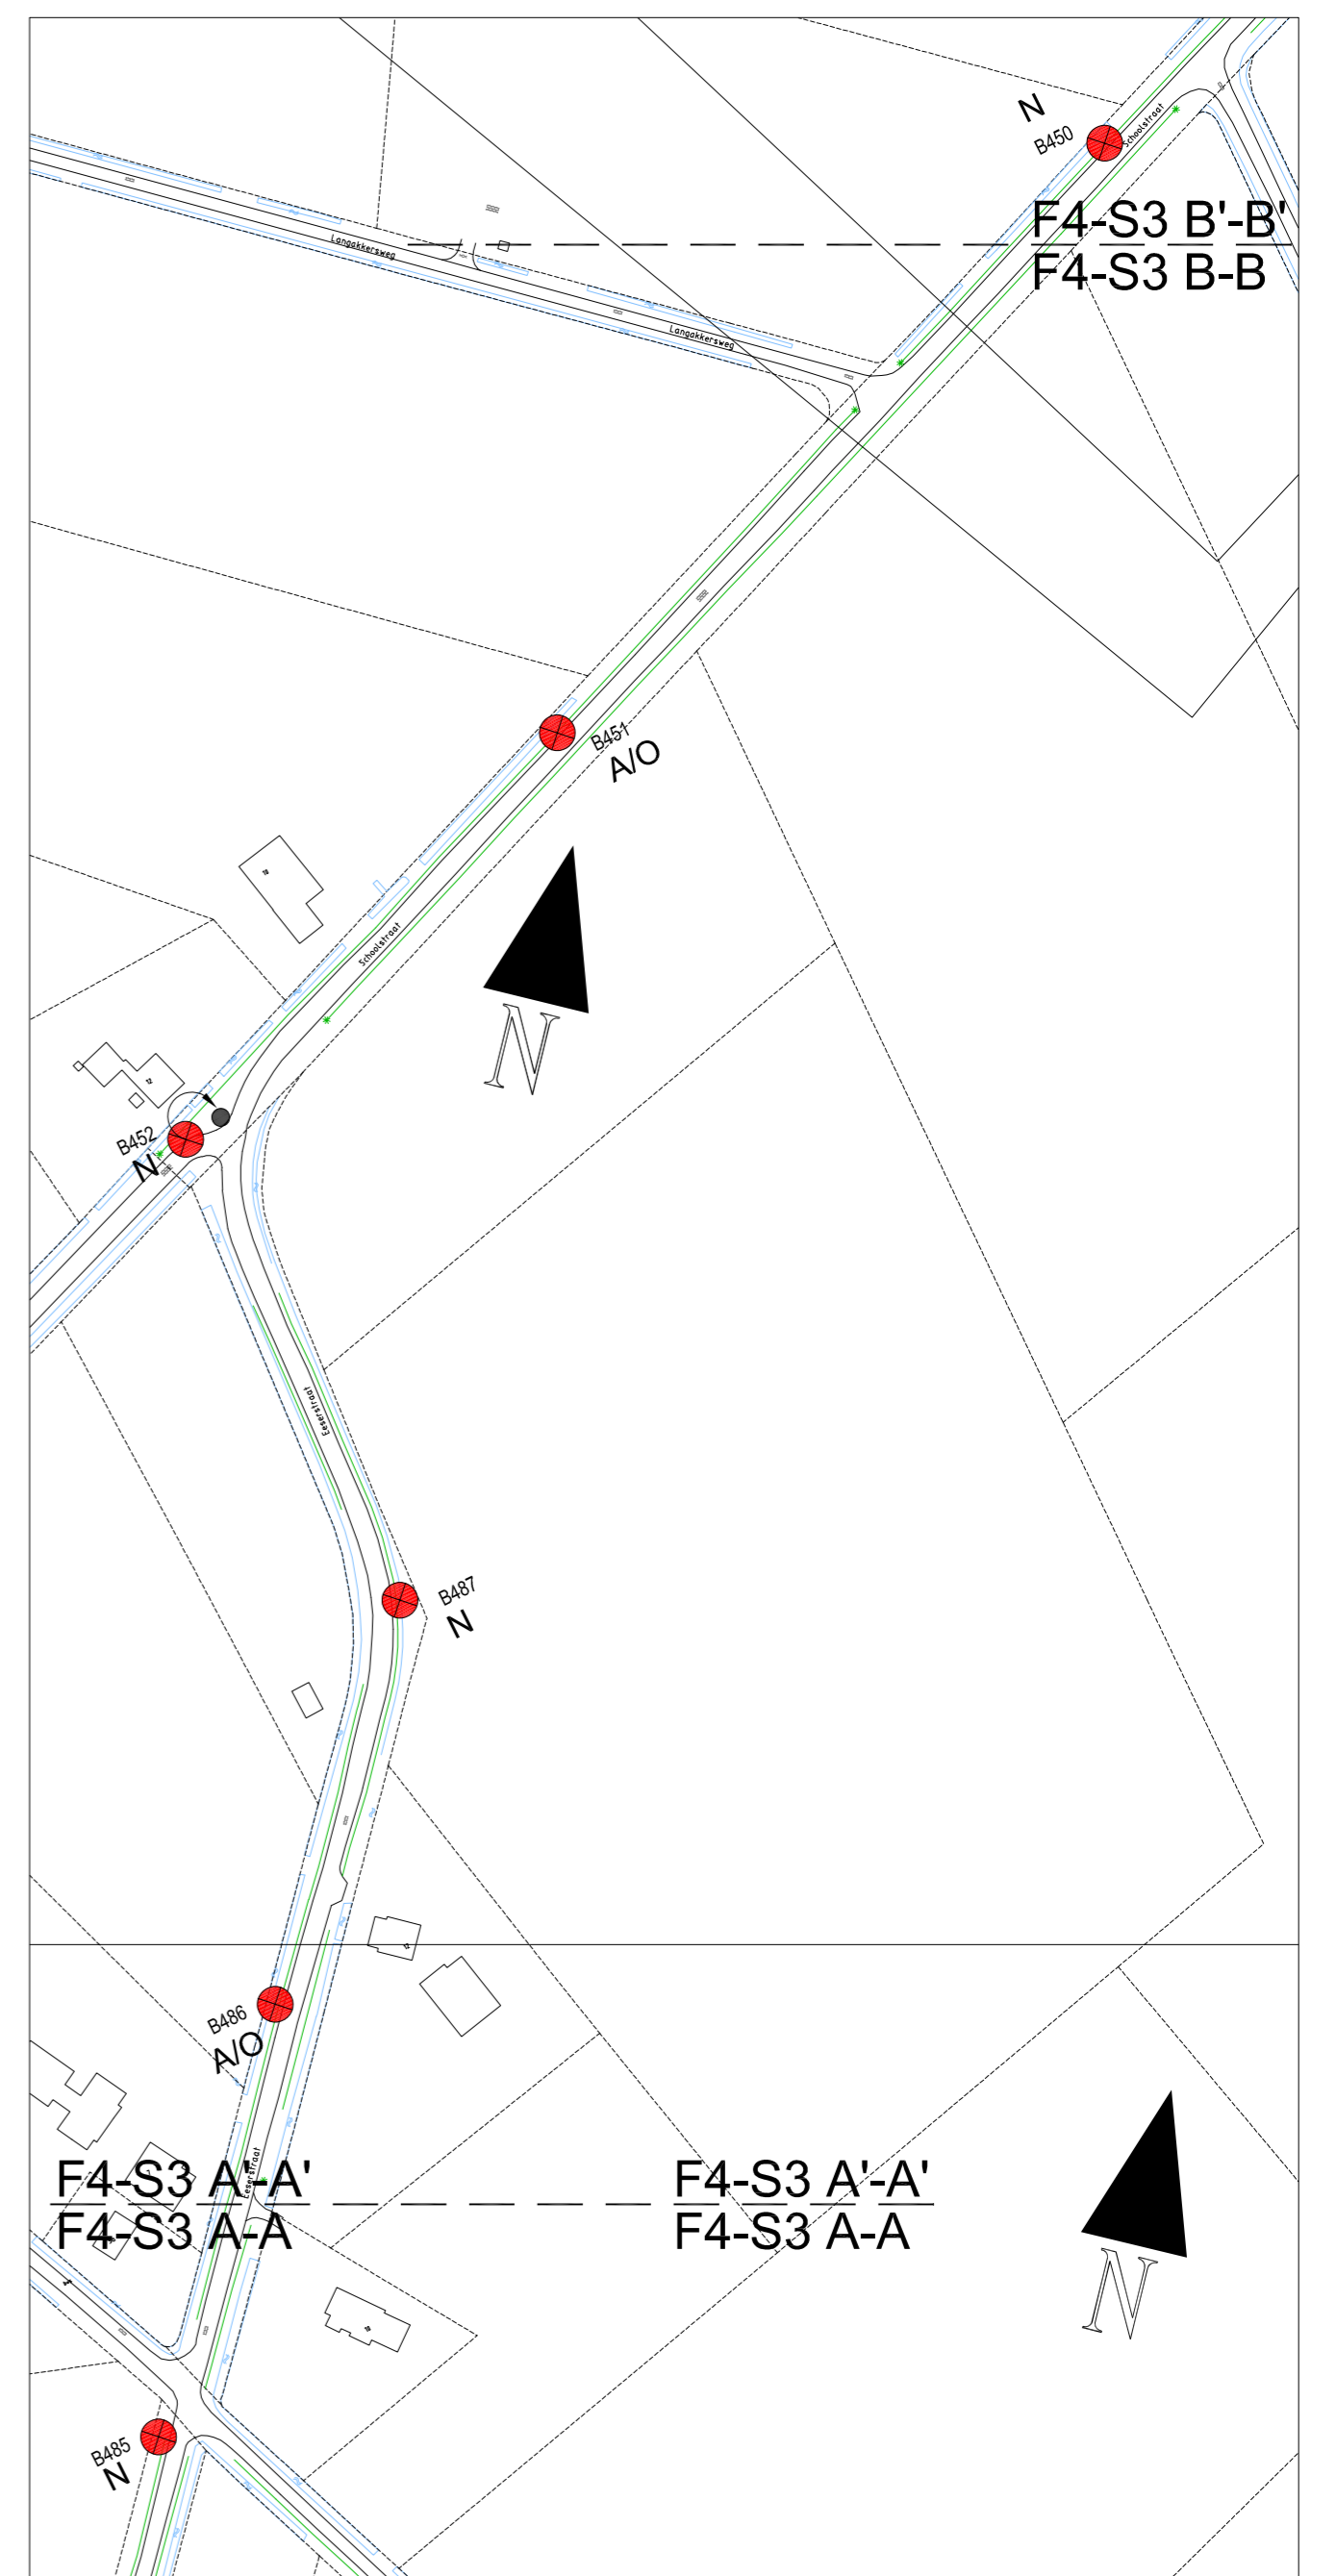 N
B450
Schoolstraat
F4-S3 B'-B'
F4-S3 B-B
Langakkersweg
Langakkersweg
B451
A/O
Schoolstraat
N
B452
N
Eeserstraat
B487
N
B486
A/O
Eeserstraat
F4-S3 A'-A'
F4-S3 A-A
F4-S3 A'-A'
F4-S3 A-A
N
B485
N